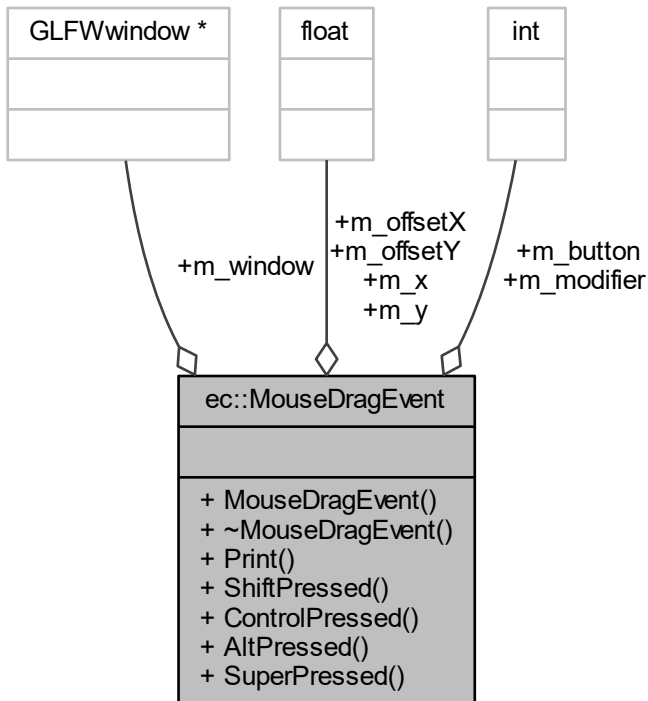 GLFWwindow *
float
int
+m_window
+m_offsetX
+m_offsetY
+m_x
+m_y
+m_button
+m_modifier
ec::MouseDragEvent
+ MouseDragEvent()
+ ~MouseDragEvent()
+ Print()
+ ShiftPressed()
+ ControlPressed()
+ AltPressed()
+ SuperPressed()